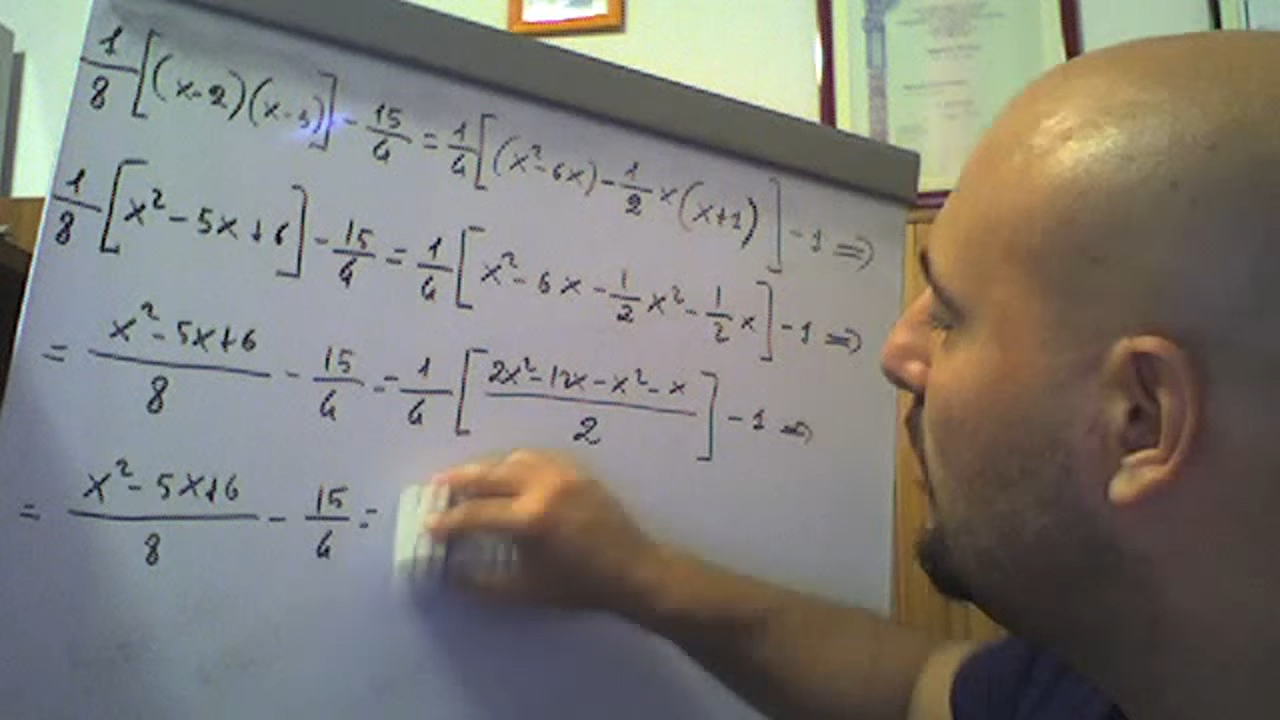 1/8 [(x-2)(x-3)] - 15/4 = 1/4 [(x²-6x) - 1/2 x(x+1)] - 1 ⇒
1/8 [x² - 5x + 6] - 15/4 = 1/4 [x² - 6x - 1/2 x² - 1/2 x] - 1 ⇒
= x² - 5x + 6 / 8 - 15/4 = 1/4 [2x² - 12x - x² - x / 2] - 1 ⇒
= x² - 5x + 6 / 8 - 15/4 =